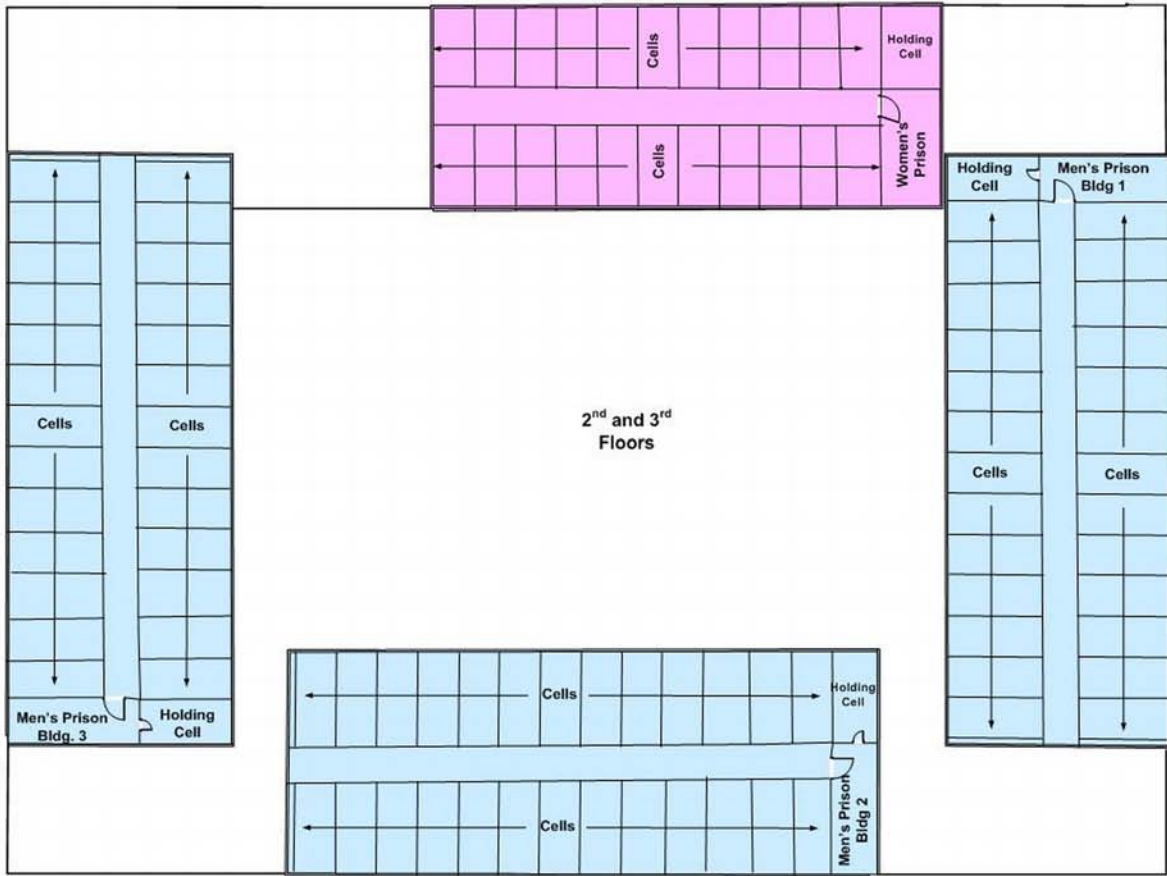 Cells
Holding
Cell
Cells
Women's
Prison
Holding
Cell
Men's Prison
Bldg 1
Cells
Cells
2nd and 3rd
Floors
Cells
Cells
Men's Prison
Bldg. 3
Holding
Cell
Cells
Holding
Cell
Cells
Men's Prison
Bldg 2